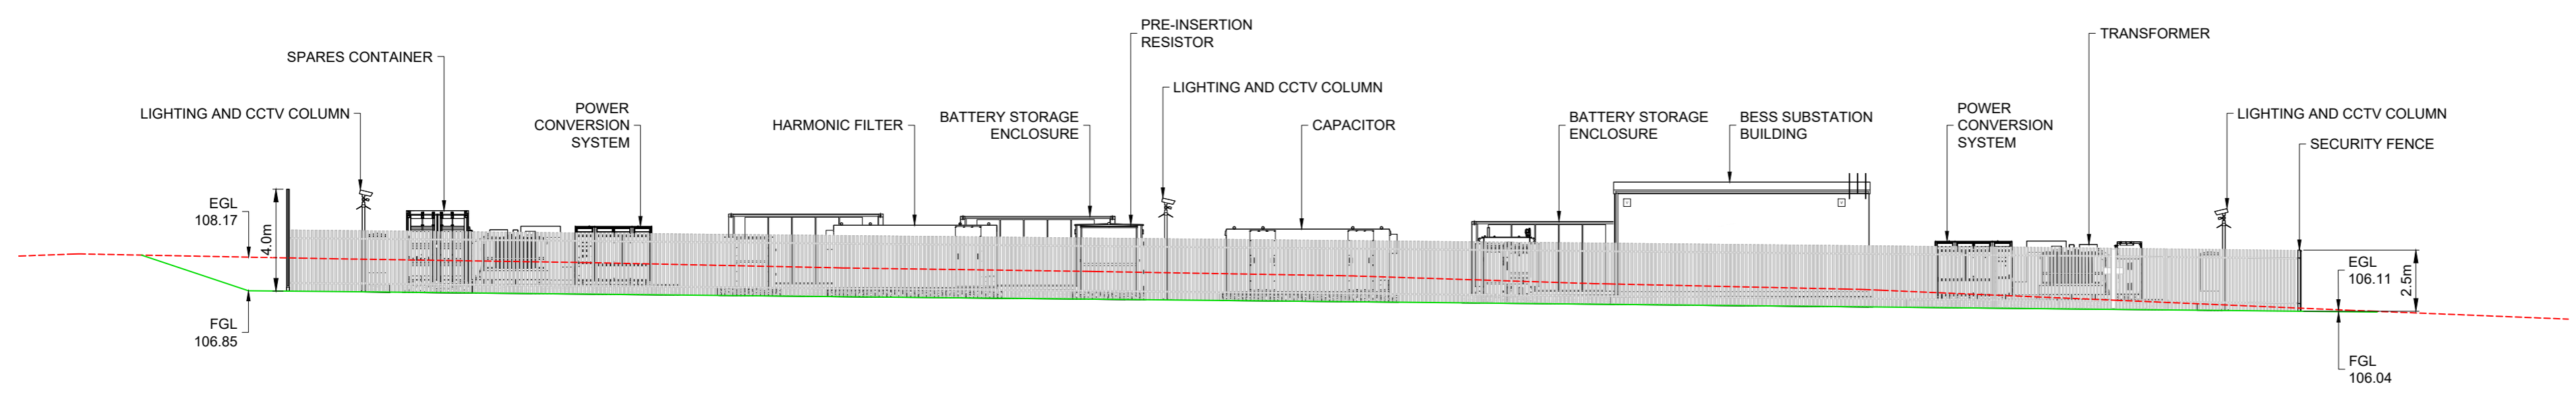 PRE-INSERTION
RESISTOR
TRANSFORMER
SPARES CONTAINER
LIGHTING AND CCTV COLUMN
LIGHTING AND CCTV COLUMN
POWER
CONVERSION
SYSTEM
HARMONIC FILTER
BATTERY STORAGE
ENCLOSURE
CAPACITOR
BATTERY STORAGE
ENCLOSURE
BESS SUBSTATION
BUILDING
POWER
CONVERSION
SYSTEM
LIGHTING AND CCTV COLUMN
SECURITY FENCE
EGL
108.17
4.0m
FGL
106.85
EGL
106.11
2.5m
FGL
106.04